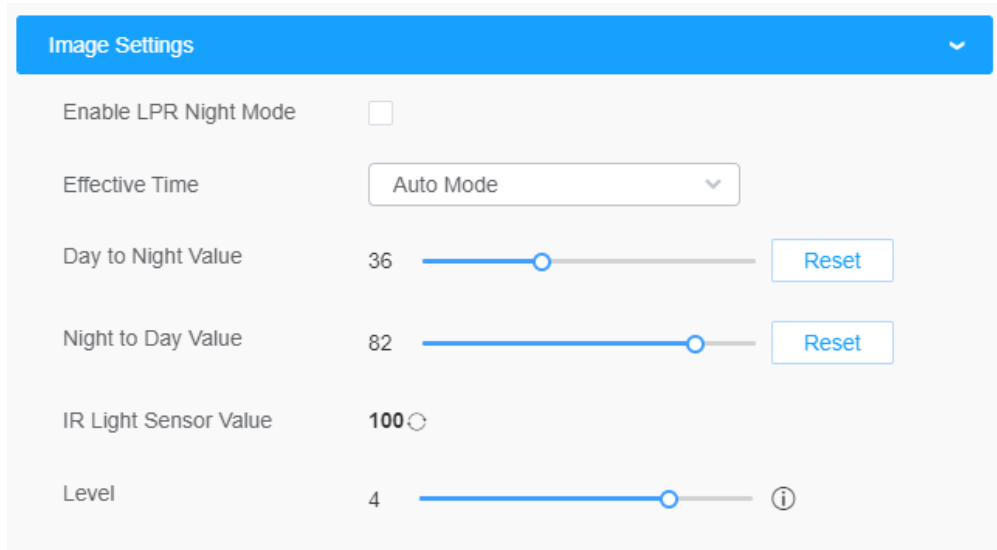 Image Settings
Enable LPR Night Mode
Effective Time Auto Mode
Day to Night Value 36 Reset
Night to Day Value 82 Reset
IR Light Sensor Value 100
Level 4